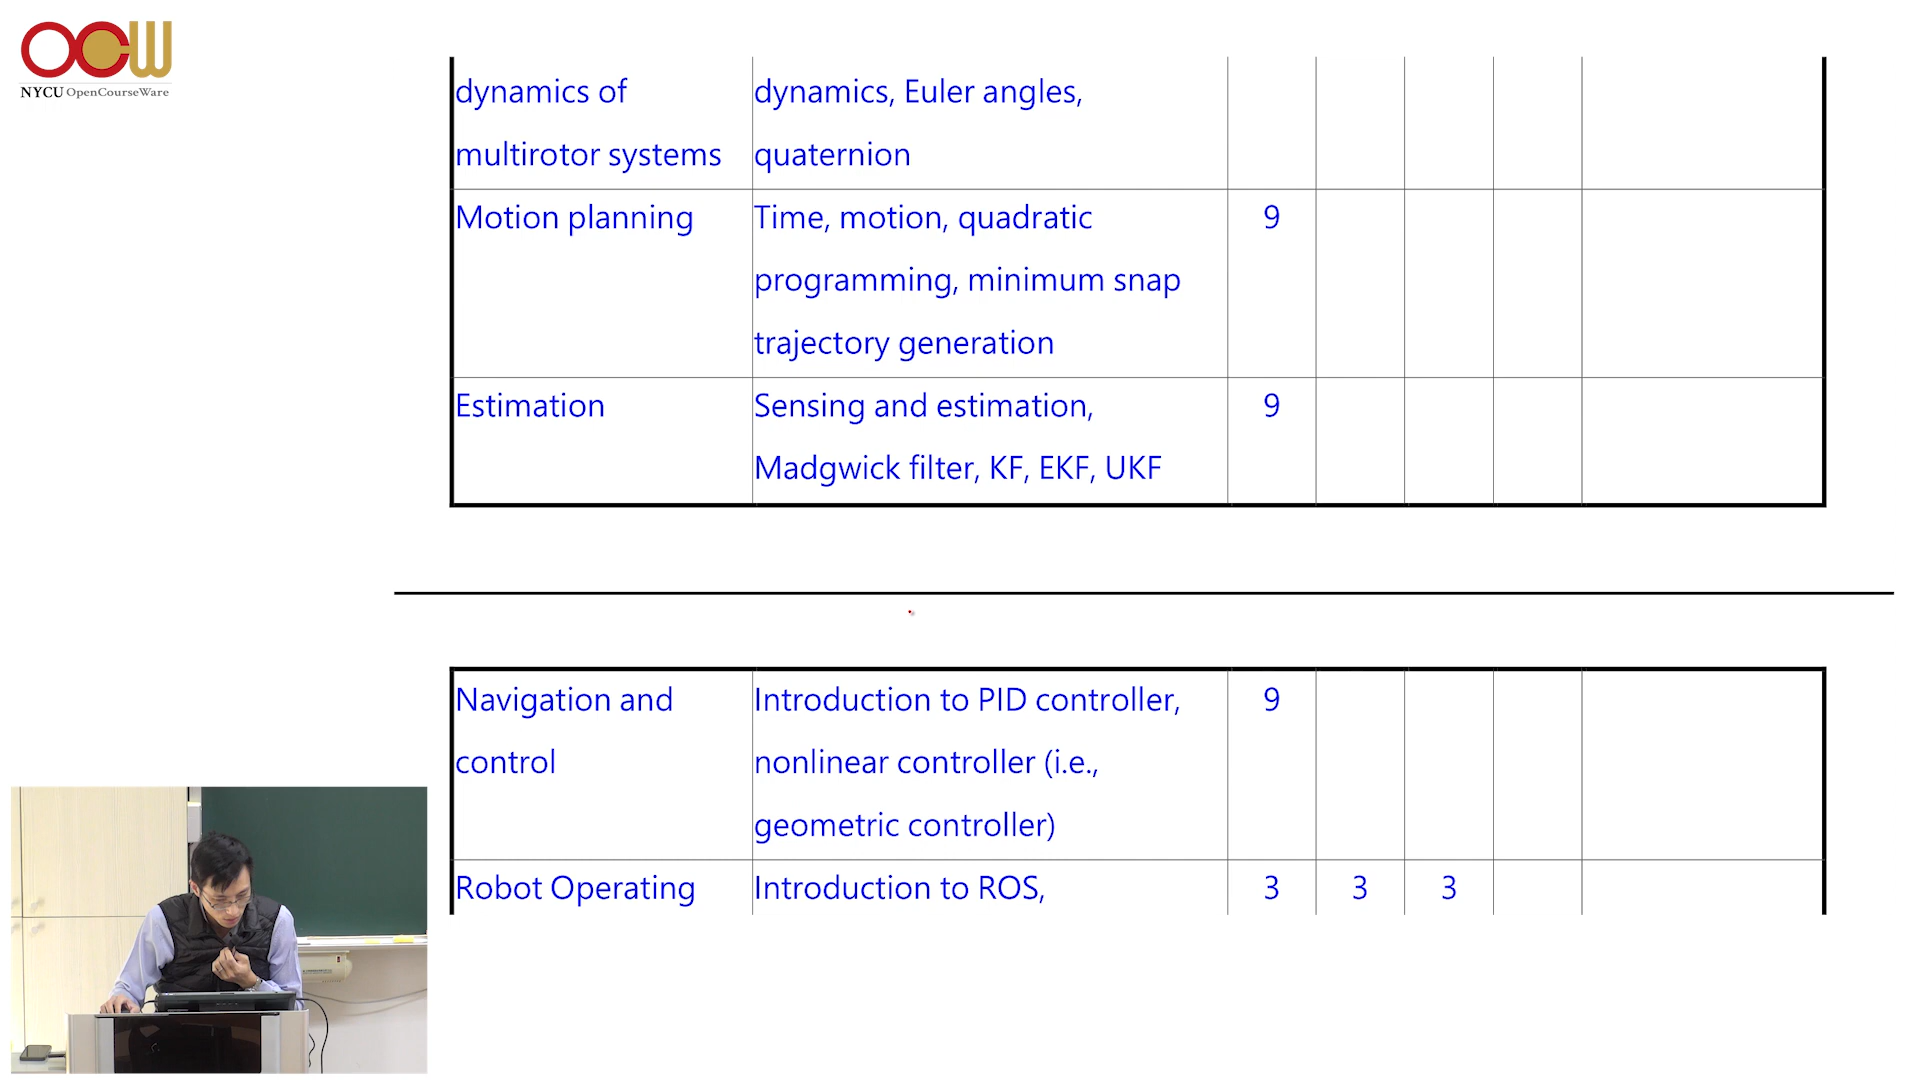 OCW
NYCU OpenCourseWare
dynamics of
multirotor systems
dynamics, Euler angles,
quaternion
Motion planning
Time, motion, quadratic
programming, minimum snap
trajectory generation
9
Estimation
Sensing and estimation,
Madgwick filter, KF, EKF, UKF
9
Navigation and
control
Introduction to PID controller,
nonlinear controller (i.e.,
geometric controller)
9
Robot Operating
Introduction to ROS,
3
3
3